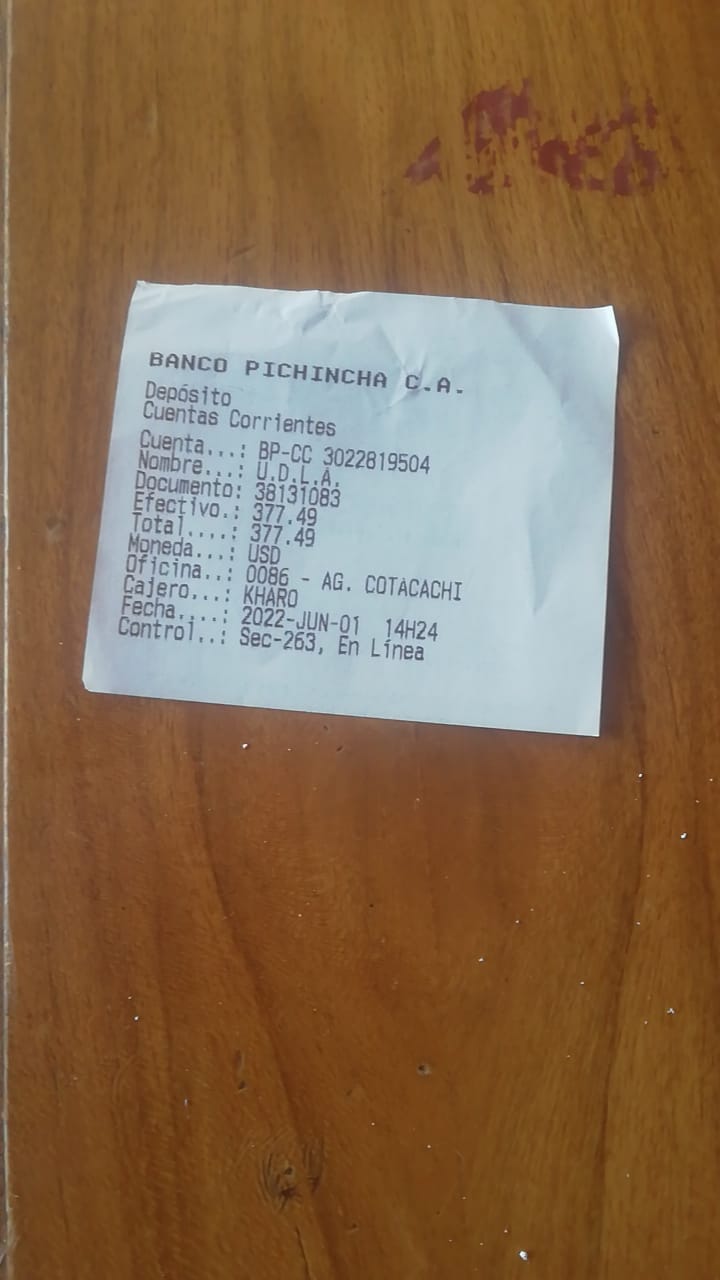 BANCO PICHINCHA C.A.
Depósito
Cuentas Corrientes
Cuenta...: BP-CC 3022819504
Nombre...: U.D.L.A.
Documento: 38131083
Efectivo.: 377.49
Total....: 377.49
Moneda...: USD
Oficina..: 0086 - AG. COTACACHI
Cajero...: KHARO
Fecha....: 2022-JUN-01 14H24
Control..: Sec-263, En Línea